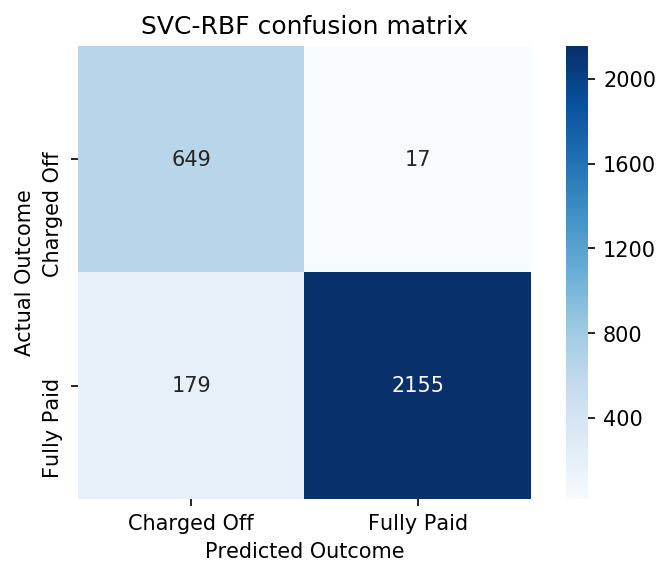 SVC-RBF confusion matrix
Actual Outcome
Charged Off
Fully Paid
649
17
179
2155
Charged Off
Fully Paid
Predicted Outcome
2000
1600
1200
800
400